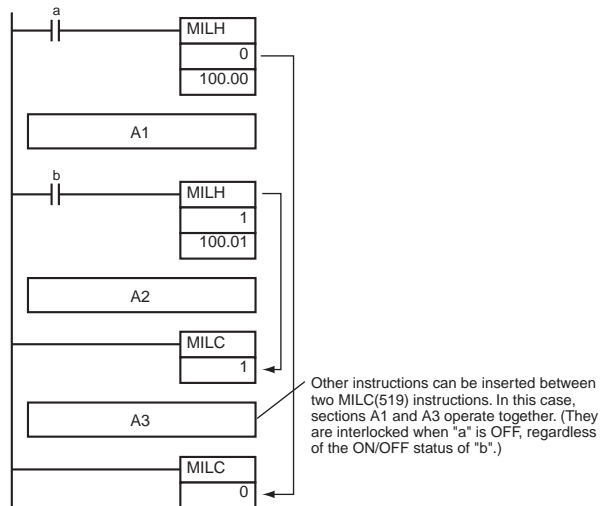 a
MILH
0
100.00
A1
b
MILH
1
100.01
A2
MILC
1
Other instructions can be inserted between
two MILC(519) instructions. In this case,
sections A1 and A3 operate together. (They
are interlocked when "a" is OFF, regardless
of the ON/OFF status of "b".)
A3
MILC
0